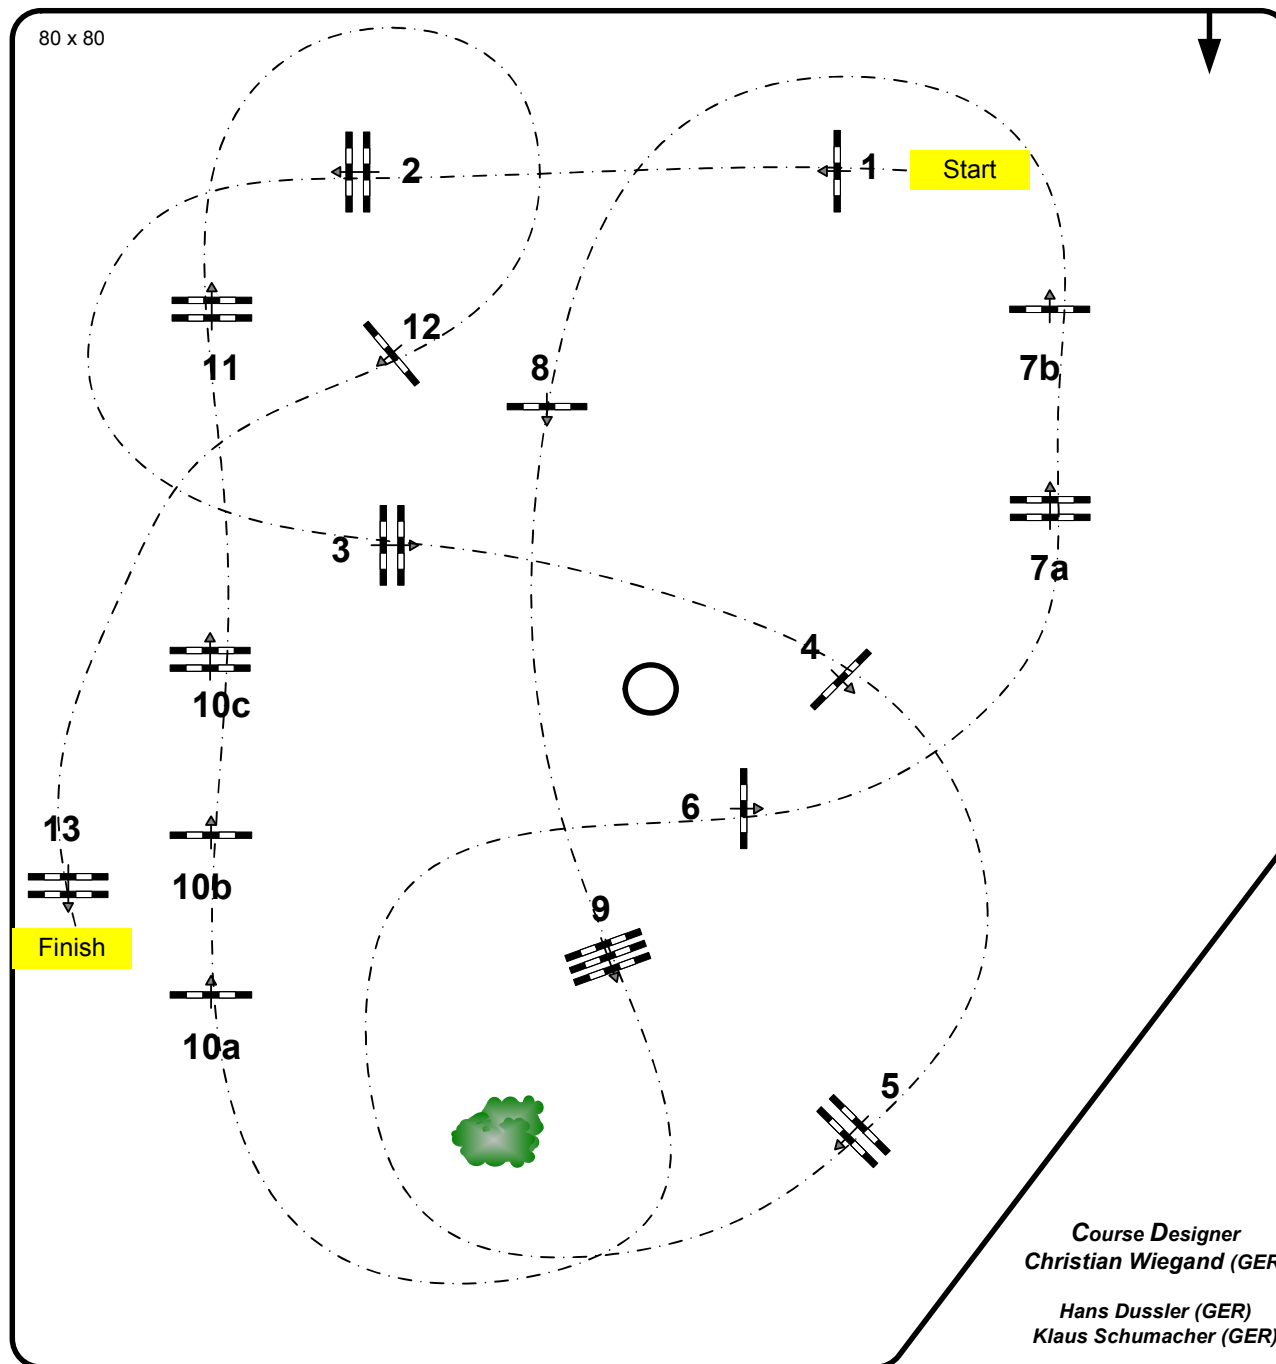 80 x 80
2
1
Start
11
12
8
7b
3
7a
4
10c
6
13
10b
9
Finish
10a
5
Course Designer
Christian Wiegand (GER
Hans Dussler (GER)
Klaus Schumacher (GER)